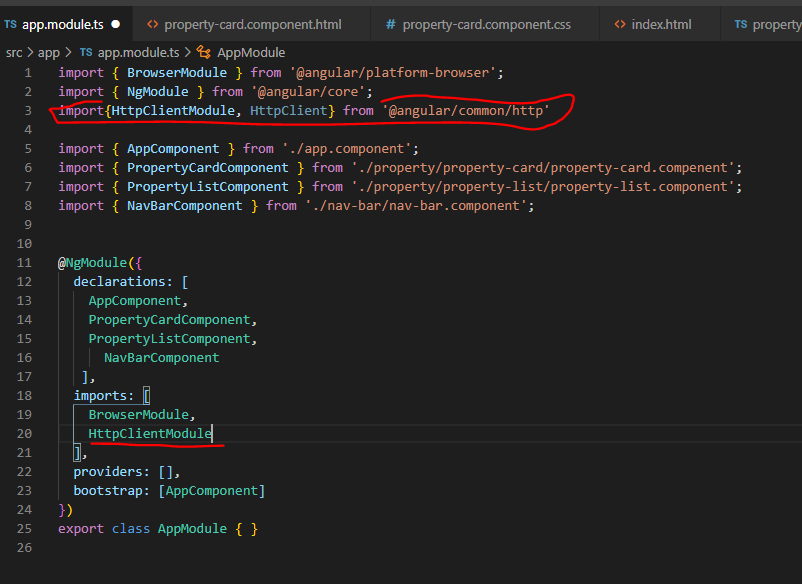 TS app.module.ts ● <> property-card.component.html # property-card.component.css <> index.html TS property
src > app > TS app.module.ts > AppModule
1 import { BrowserModule } from '@angular/platform-browser';
2 import { NgModule } from '@angular/core';
3 import{HttpClientModule, HttpClient} from '@angular/common/http'
4
5 import { AppComponent } from './app.component';
6 import { PropertyCardComponent } from './property/property-card/property-card.component';
7 import { PropertyListComponent } from './property/property-list/property-list.component';
8 import { NavBarComponent } from './nav-bar/nav-bar.component';
9
10
11 @NgModule({
12 declarations: [
13 AppComponent,
14 PropertyCardComponent,
15 PropertyListComponent,
16 NavBarComponent
17 ],
18 imports: [
19 BrowserModule,
20 HttpClientModule
21 ],
22 providers: [],
23 bootstrap: [AppComponent]
24 })
25 export class AppModule { }
26